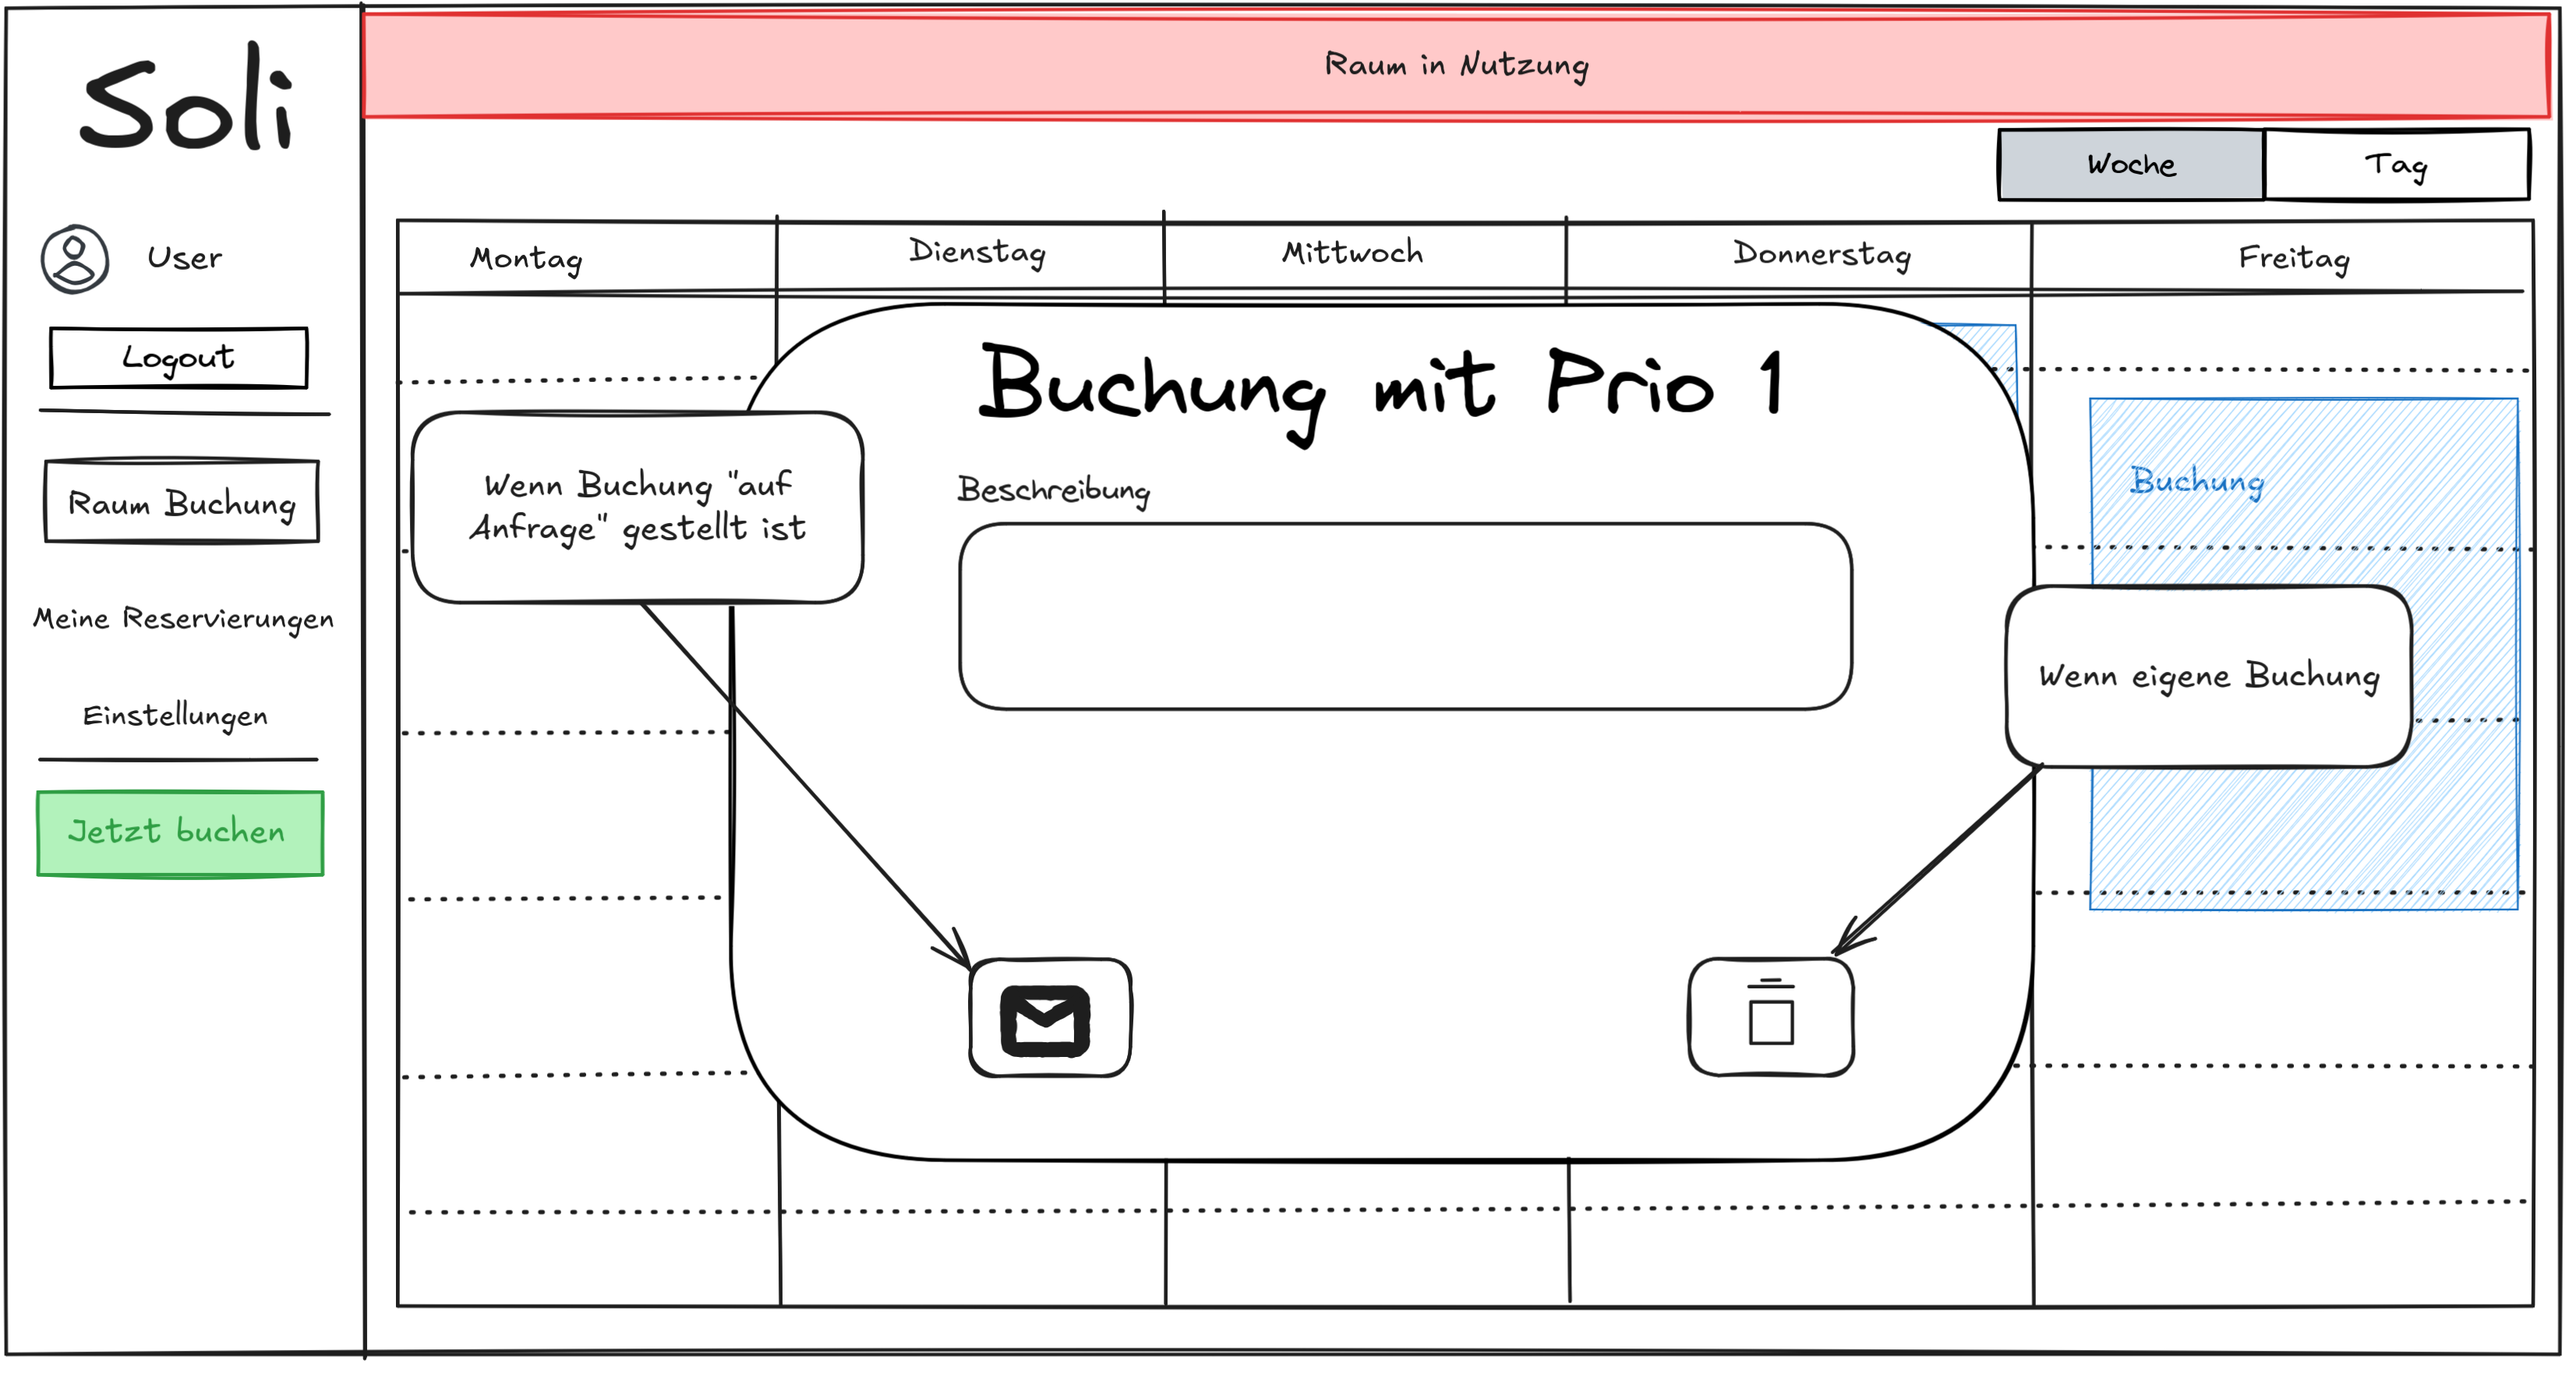 Soli
User
Logout
Raum Buchung
Meine Reservierungen
Einstellungen
Jetzt buchen
Raum in Nutzung
Woche
Tag
Montag
Dienstag
Mittwoch
Donnerstag
Freitag
Buchung mit Prio 1
Beschreibung
Wenn Buchung "auf
Anfrage" gestellt ist
Buchung
Wenn eigene Buchung